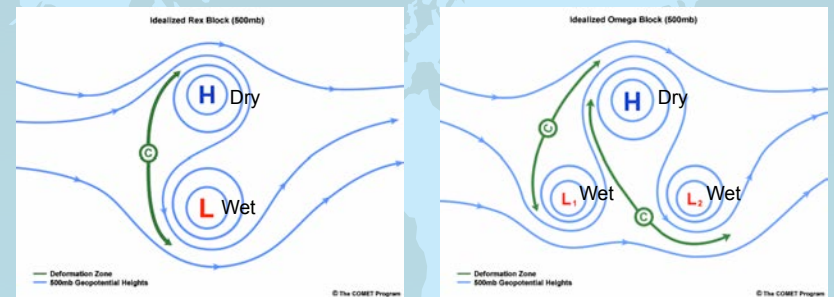 Idealized Rex Block (500mb)
H Dry
C
L Wet
Deformation Zone
500mb Geopotential Heights
© The COMET Program
Idealized Omega Block (500mb)
H Dry
C
L₁ Wet
L₂ Wet
C
Deformation Zone
500mb Geopotential Heights
© The COMET Program